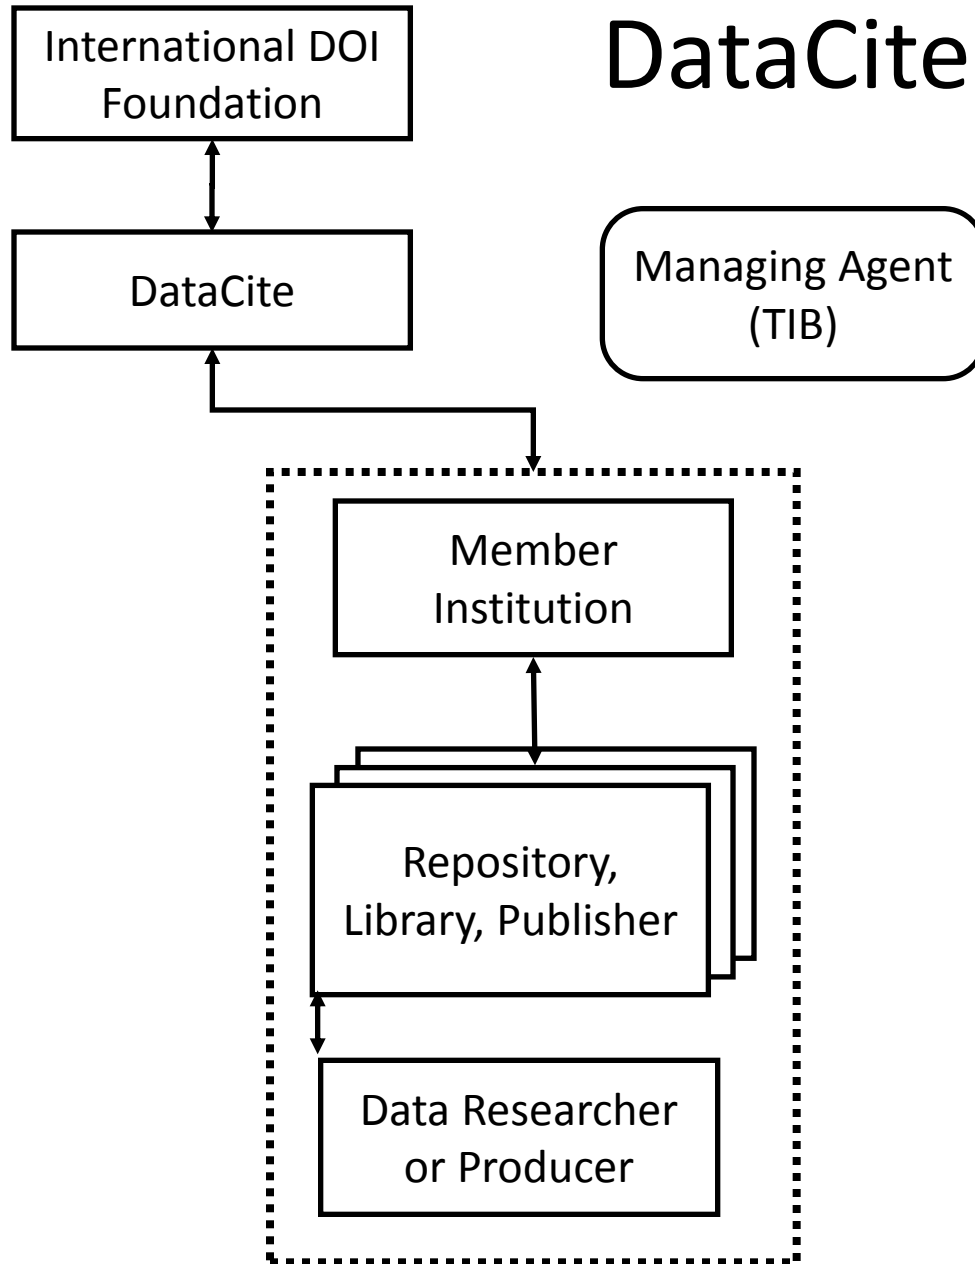 International DOI
Foundation
DataCite
DataCite
Managing Agent
(TIB)
Member
Institution
Repository,
Library, Publisher
Data Researcher
or Producer